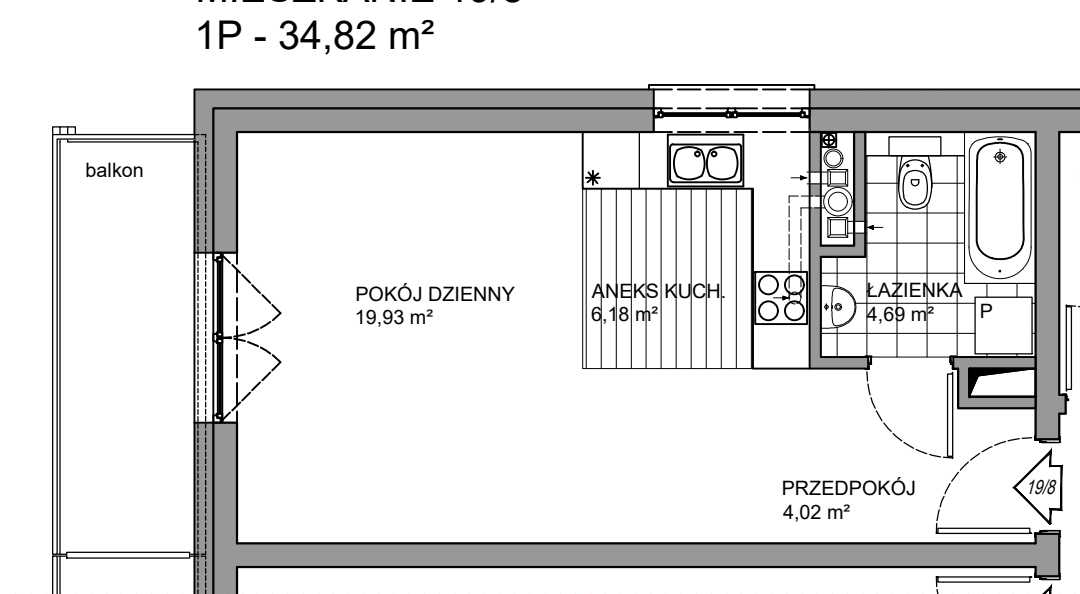 1P - 34,82 m²
balkon
POKÓJ DZIENNY
19,93 m²
ANEKS KUCH.
6,18 m²
ŁAZIENKA
4,69 m²
P
PRZEDPOKÓJ
4,02 m²
19/8